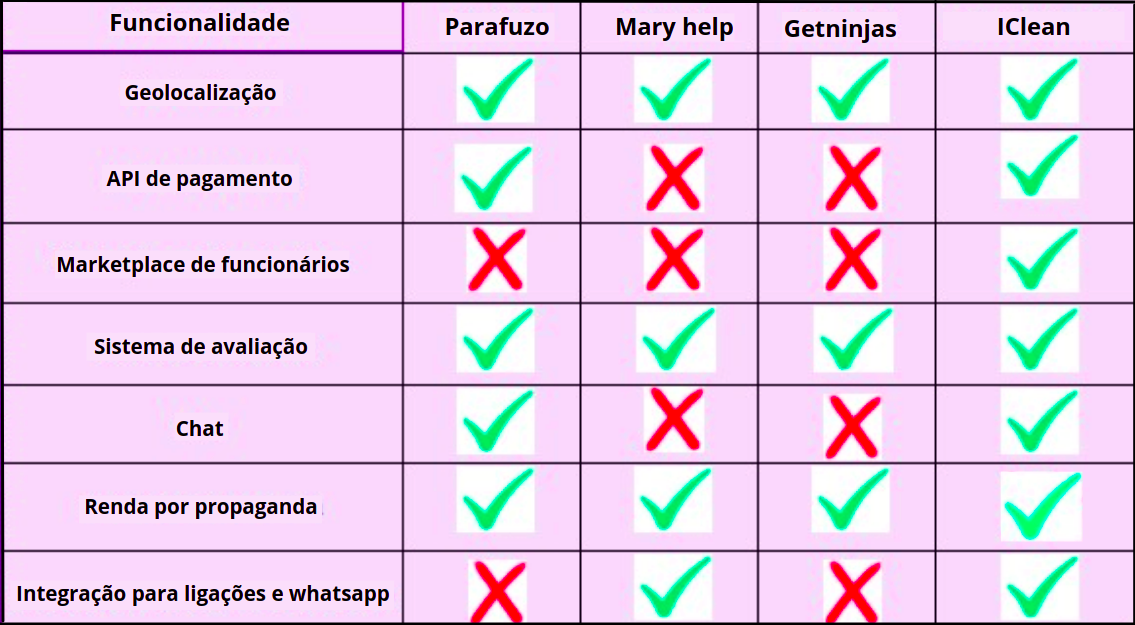 Funcionalidade Parafuzo Mary help Getninjas IClean
Geolocalização
API de pagamento
Marketplace de funcionários
Sistema de avaliação
Chat
Renda por propaganda
Integração para ligações e whatsapp